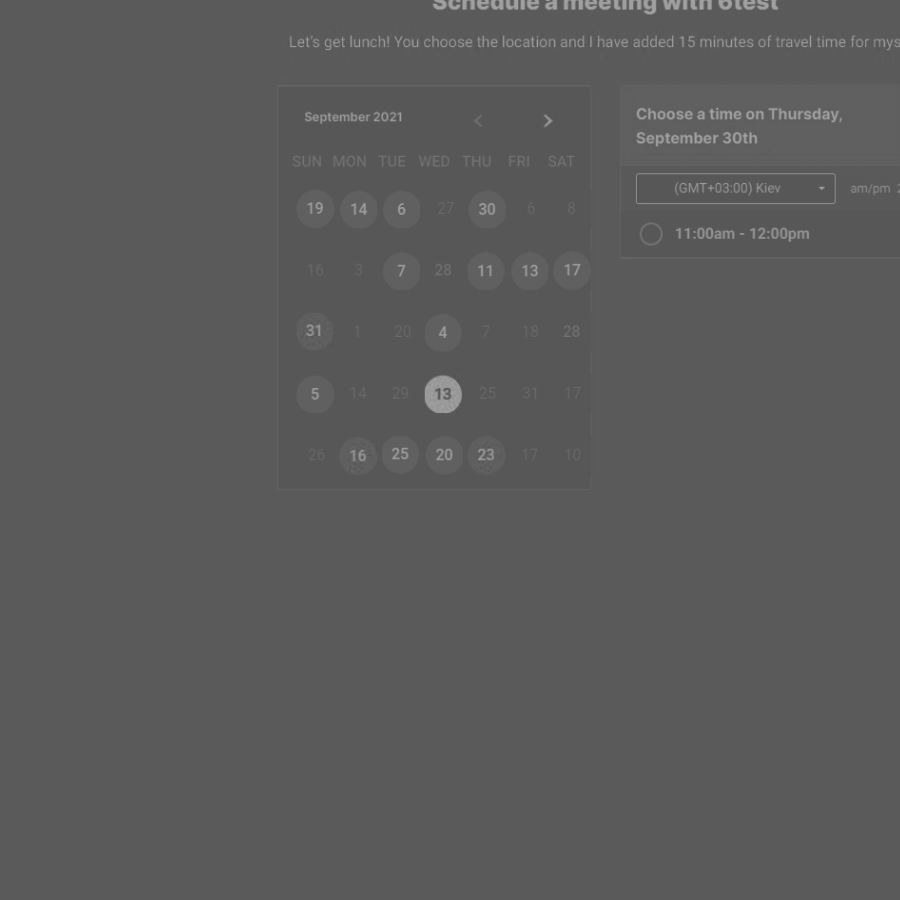 Schedule a meeting with 6test
Let's get lunch! You choose the location and I have added 15 minutes of travel time for mys
September 2021
SUN MON TUE WED THU FRI SAT
19 14 6 27 30 6 8
16 3 7 28 11 13 17
31 1 20 4 7 18 28
5 14 29 13 25 31 17
26 16 25 20 23 17 10
Choose a time on Thursday,
September 30th
(GMT+03:00) Kiev am/pm
11:00am - 12:00pm